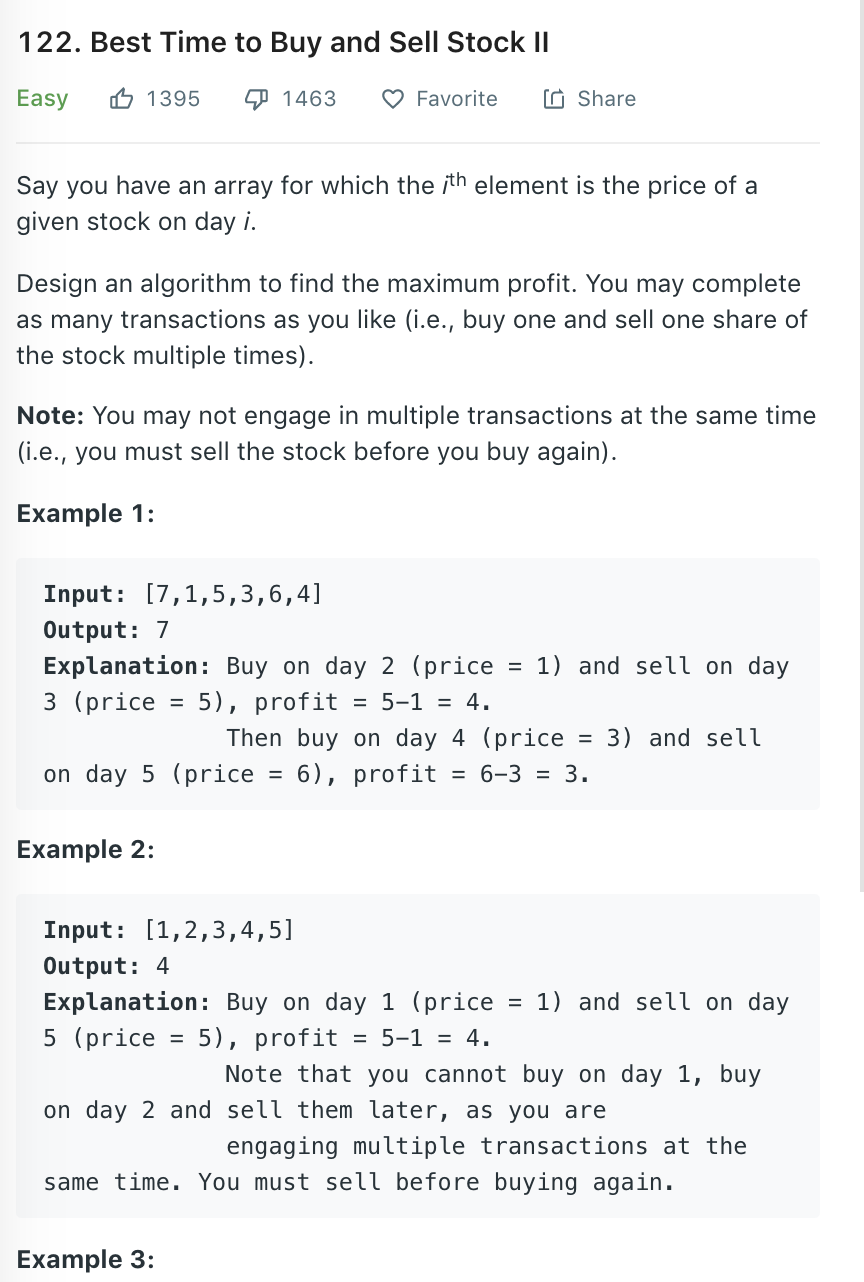 122. Best Time to Buy and Sell Stock II
Easy 1395 1463 Favorite Share
Say you have an array for which the ith element is the price of a
given stock on day i.
Design an algorithm to find the maximum profit. You may complete
as many transactions as you like (i.e., buy one and sell one share of
the stock multiple times).
Note: You may not engage in multiple transactions at the same time
(i.e., you must sell the stock before you buy again).
Example 1:
Input: [7,1,5,3,6,4]
Output: 7
Explanation: Buy on day 2 (price = 1) and sell on day
3 (price = 5), profit = 5-1 = 4.
Then buy on day 4 (price = 3) and sell
on day 5 (price = 6), profit = 6-3 = 3.
Example 2:
Input: [1,2,3,4,5]
Output: 4
Explanation: Buy on day 1 (price = 1) and sell on day
5 (price = 5), profit = 5-1 = 4.
Note that you cannot buy on day 1, buy
on day 2 and sell them later, as you are
engaging multiple transactions at the
same time. You must sell before buying again.
Example 3: